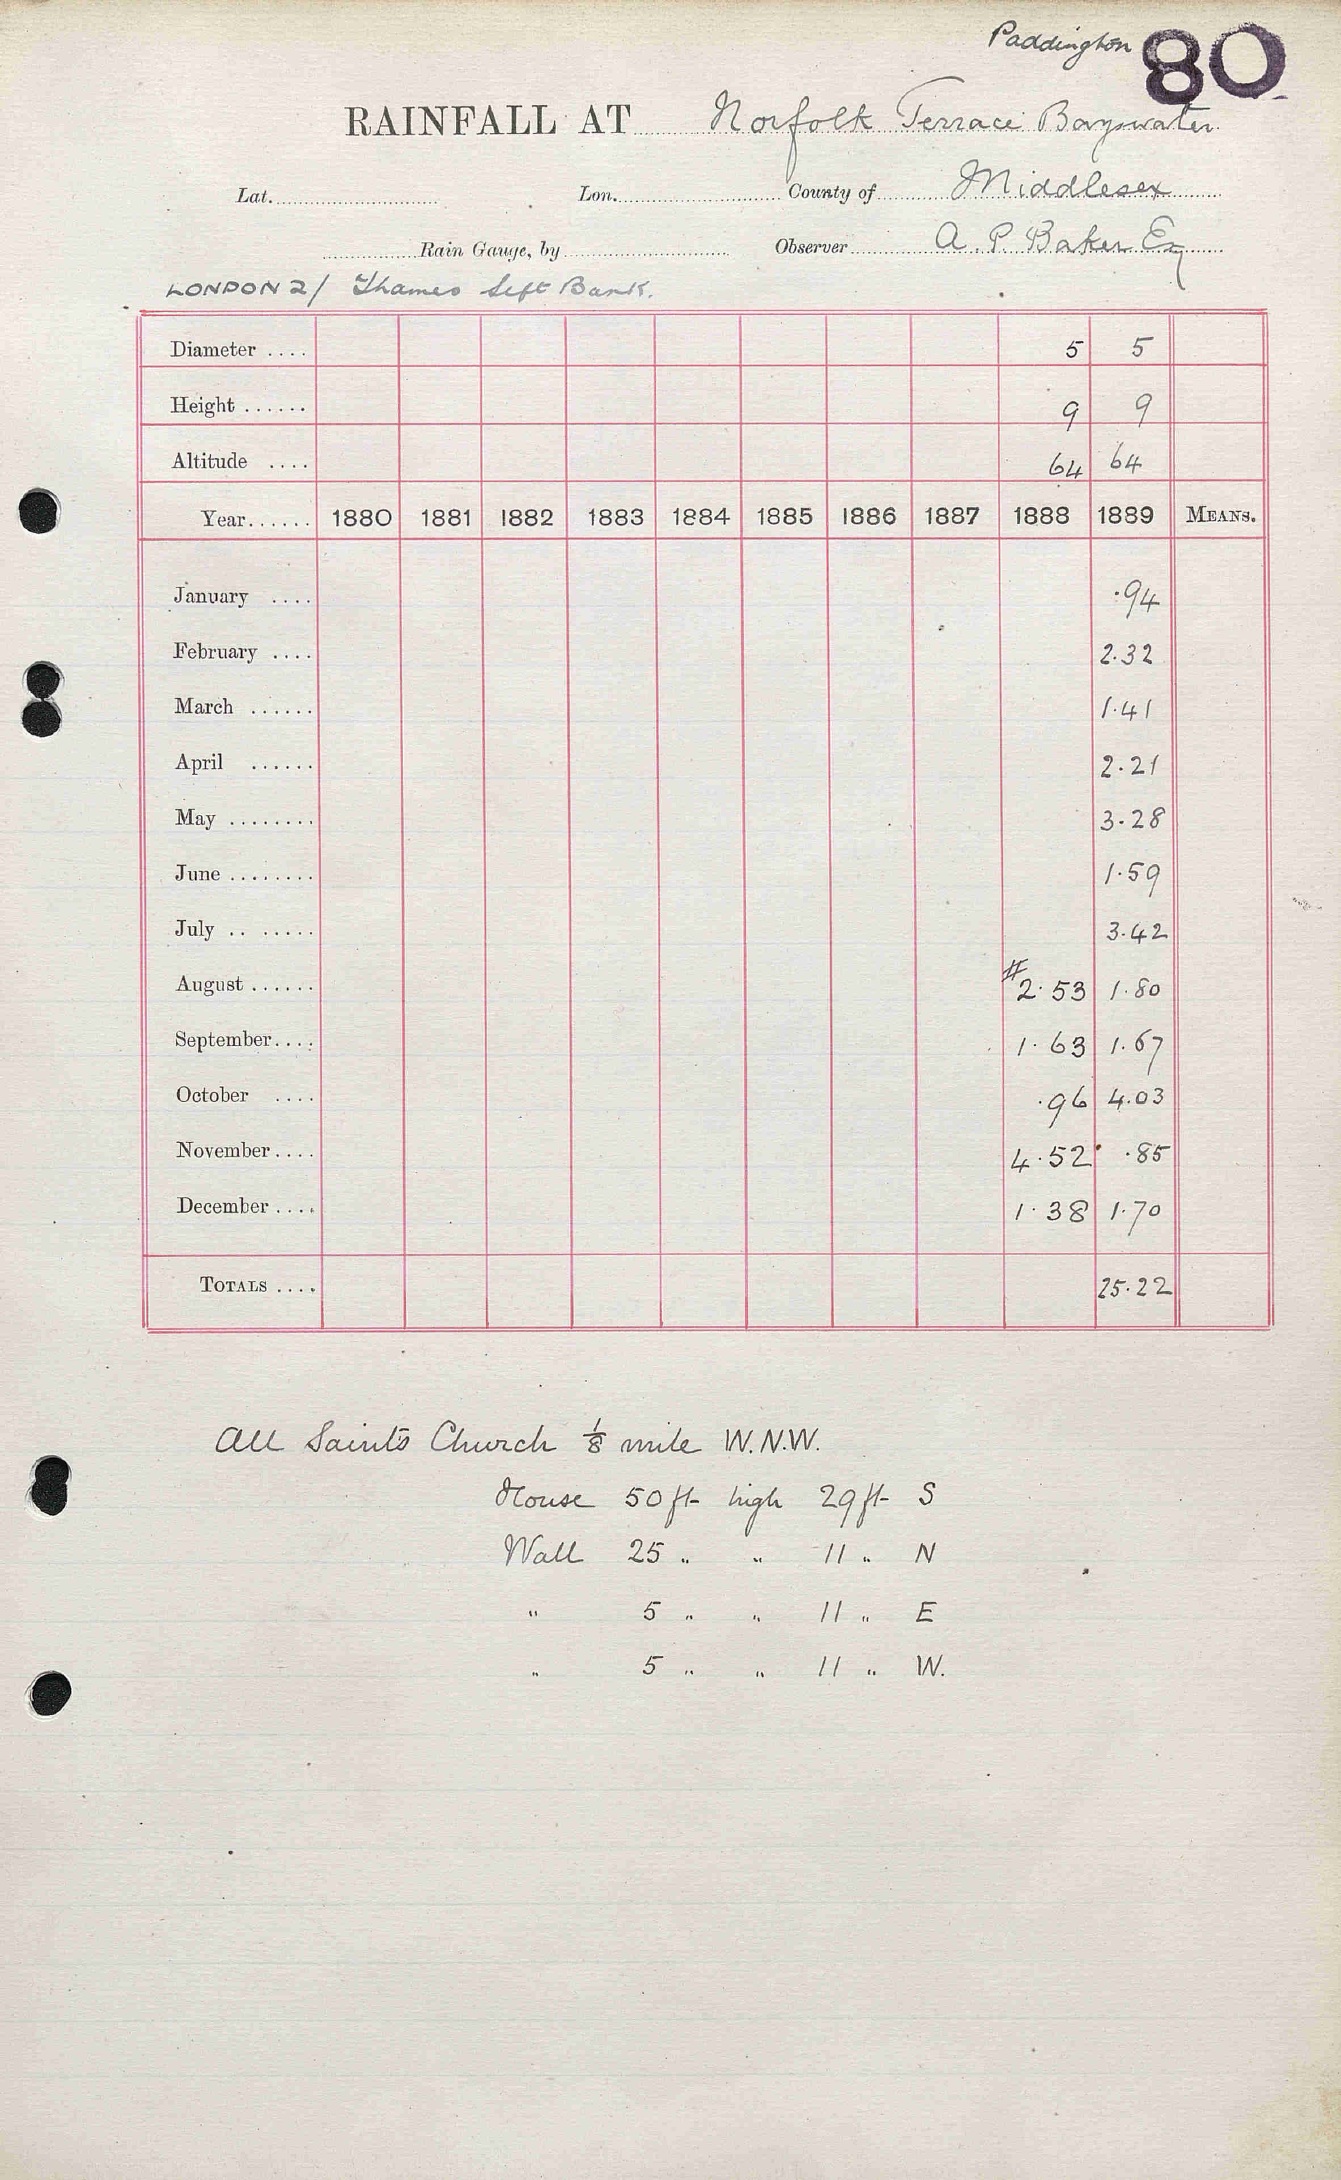 Paddington 80
RAINFALL AT Norfolk Terrace Bayswater
Lat. Lon. County of Middlesex
Rain Gauge, by Observer A. P. Baker Esq
LONDON 2/ Thames Left Bank.
Diameter .... 5 5
Height ...... 9 9
Altitude .... 64 64
Year...... 1880 1881 1882 1883 1884 1885 1886 1887 1888 1889 MEANS.
January .... .94
February .... 2.32
March ...... 1.41
April ...... 2.21
May ........ 3.28
June ........ 1.59
July .. ..... 3.42
August ...... #2.53 1.80
September.... 1.63 1.67
October .... .96 4.03
November.... 4.52 .85
December .... 1.38 1.70
TOTALS .... 25.22
All Saints Church 1/8 mile W.N.W.
House 50 ft high 29 ft S
Wall 25 " " 11 " N
" 5 " " 11 " E
" 5 " " 11 " W.